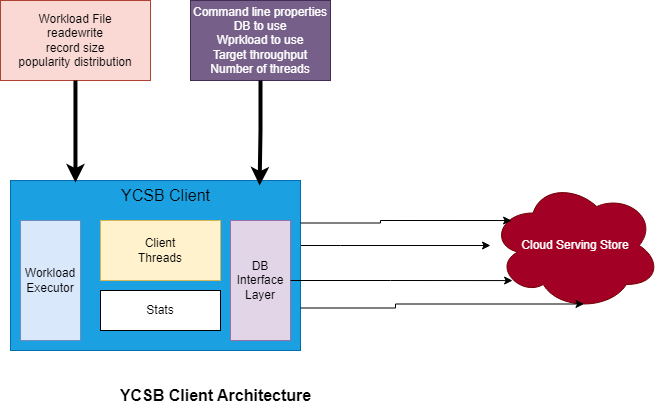 Workload File
readewrite
record size
popularity distribution
Command line properties
DB to use
Wprkload to use
Target throughput
Number of threads
YCSB Client
Workload
Executor
Client
Threads
Stats
DB
Interface
Layer
Cloud Serving Store
YCSB Client Architecture